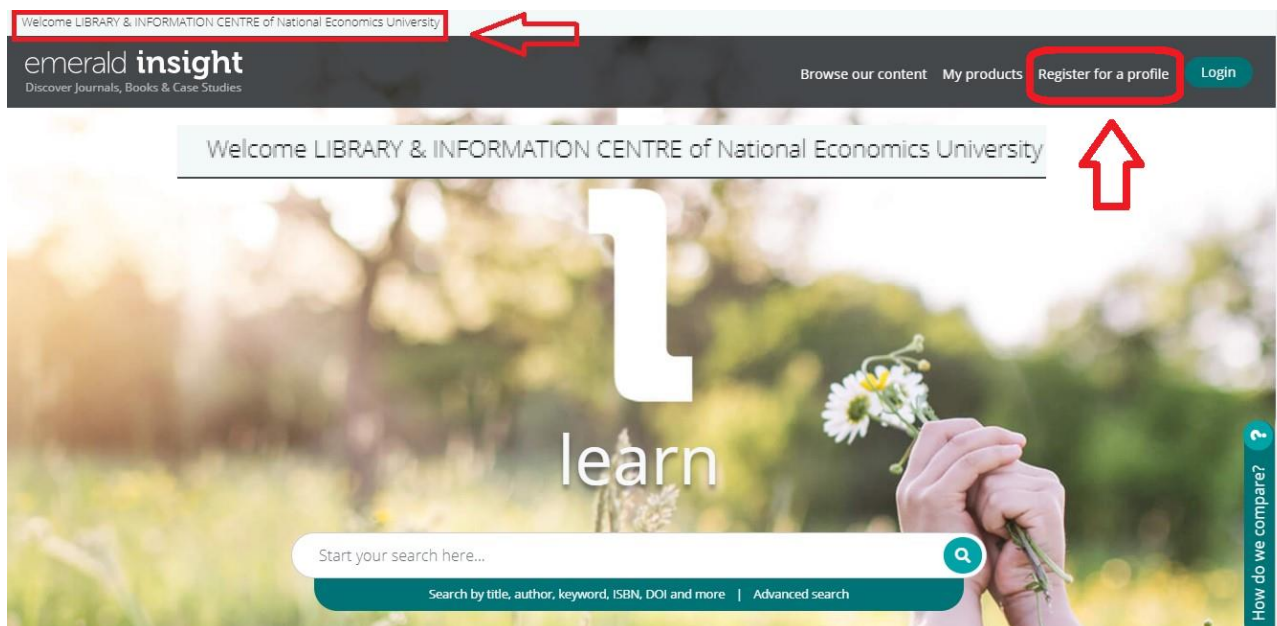 Welcome LIBRARY & INFORMATION CENTRE of National Economics University
emerald insight
Discover Journals, Books & Case Studies
Browse our content My products Register for a profile Login
Welcome LIBRARY & INFORMATION CENTRE of National Economics University
l
learn
Start your search here...
Search by title, author, keyword, ISBN, DOI and more | Advanced search
How do we compare? ?